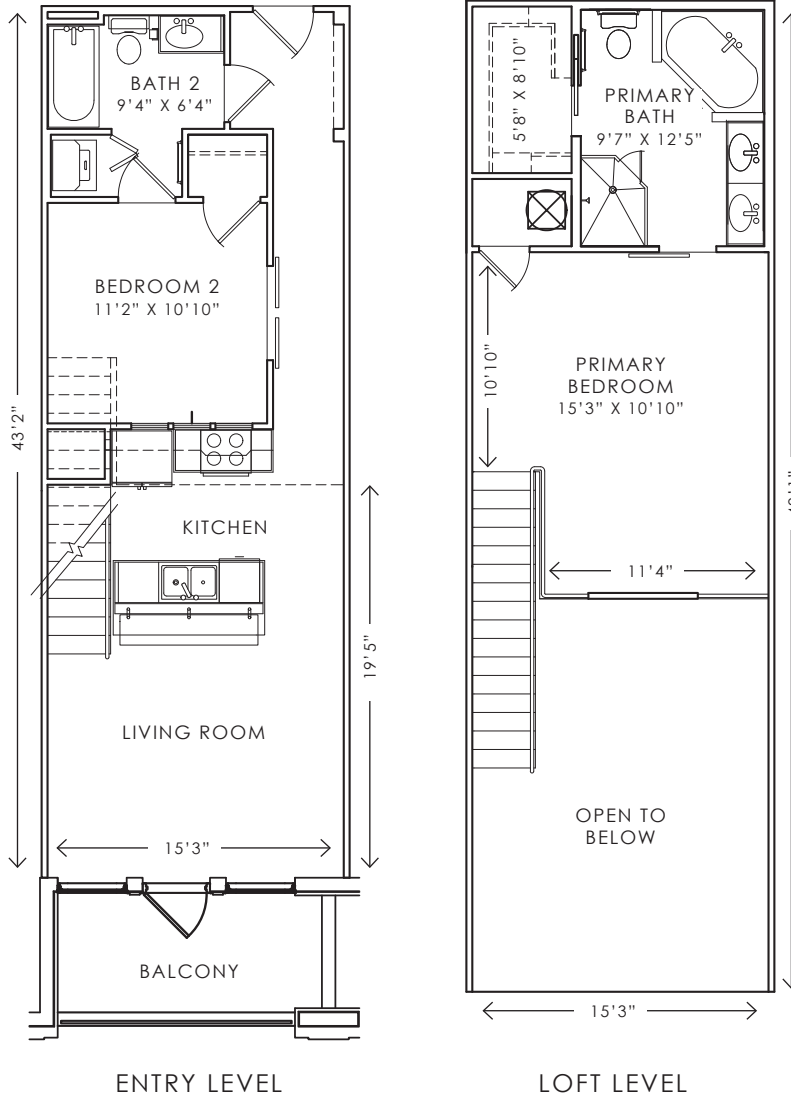 BATH 2
9'4" X 6'4"
BEDROOM 2
11'2" X 10'10"
43'2"
KITCHEN
19'5"
LIVING ROOM
15'3"
BALCONY
ENTRY LEVEL
5'8" X 8'10"
PRIMARY
BATH
9'7" X 12'5"
10'10"
PRIMARY
BEDROOM
15'3" X 10'10"
11'4"
OPEN TO
BELOW
15'3"
LOFT LEVEL